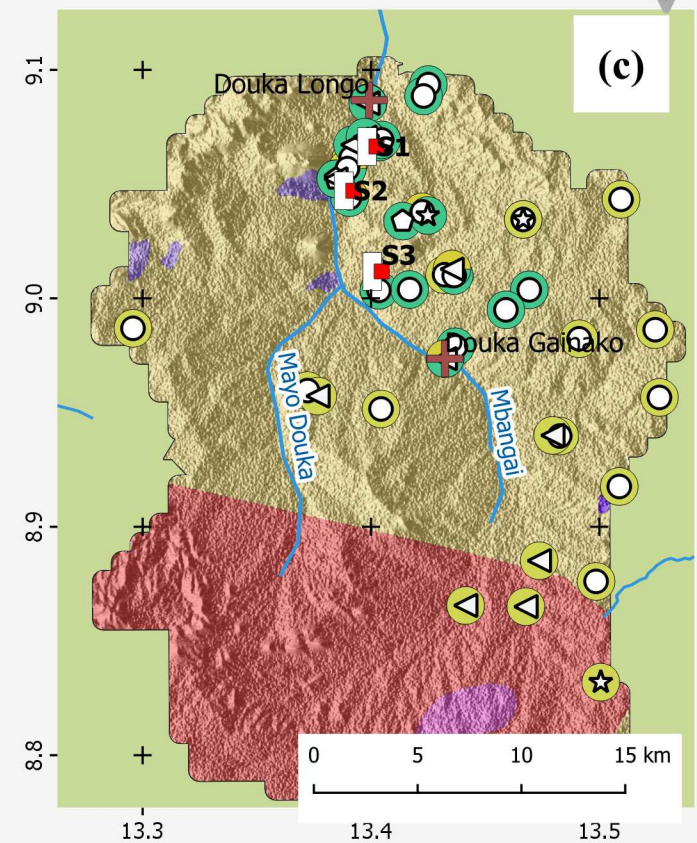 (c)
9.1
Douka Longo
S1
S2
S3
9.0
Douka Gainako
Mayo Douka
Mbangai
8.9
8.8
0 5 10 15 km
13.3 13.4 13.5